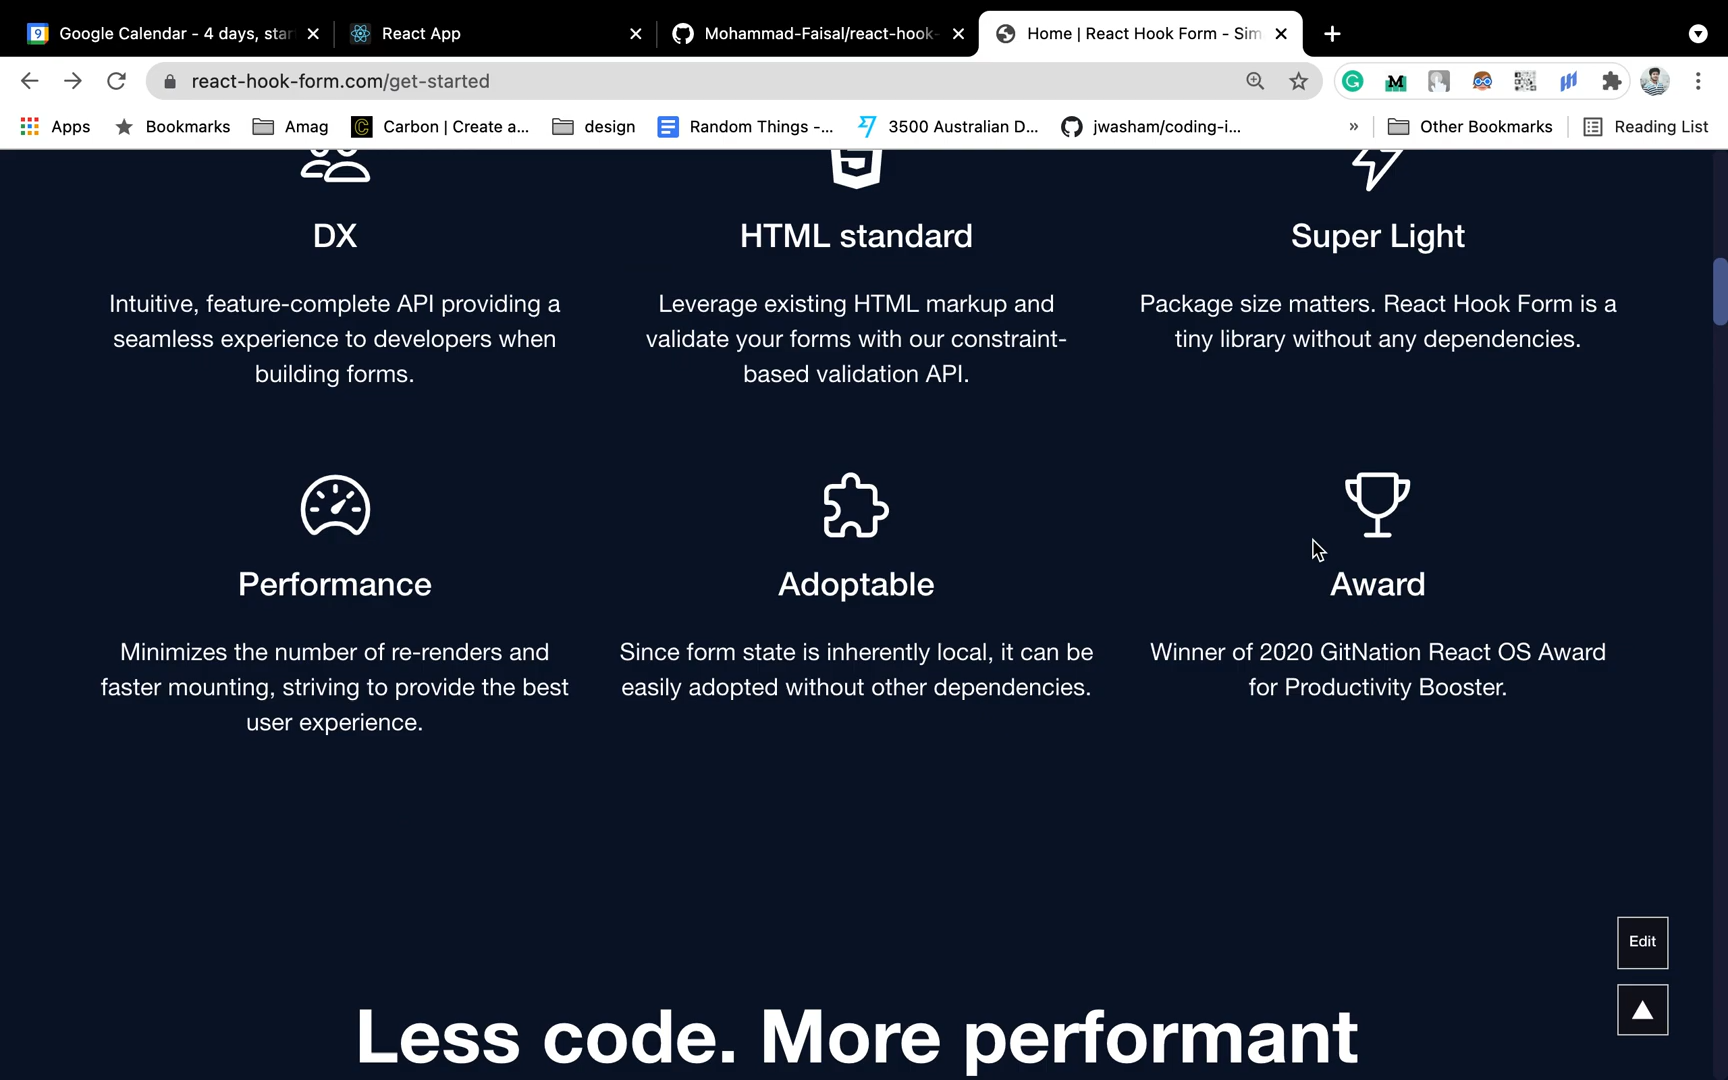 Google Calendar - 4 days, star
React App
Mohammad-Faisal/react-hook-
Home | React Hook Form - Sim
react-hook-form.com/get-started
Apps
Bookmarks
Amag
Carbon | Create a...
design
Random Things -...
3500 Australian D...
jwasham/coding-i...
»
Other Bookmarks
Reading List
DX
HTML standard
Super Light
Intuitive, feature-complete API providing a
seamless experience to developers when
building forms.
Leverage existing HTML markup and
validate your forms with our constraint-
based validation API.
Package size matters. React Hook Form is a
tiny library without any dependencies.
Performance
Adoptable
Award
Minimizes the number of re-renders and
faster mounting, striving to provide the best
user experience.
Since form state is inherently local, it can be
easily adopted without other dependencies.
Winner of 2020 GitNation React OS Award
for Productivity Booster.
Edit
Less code. More performant